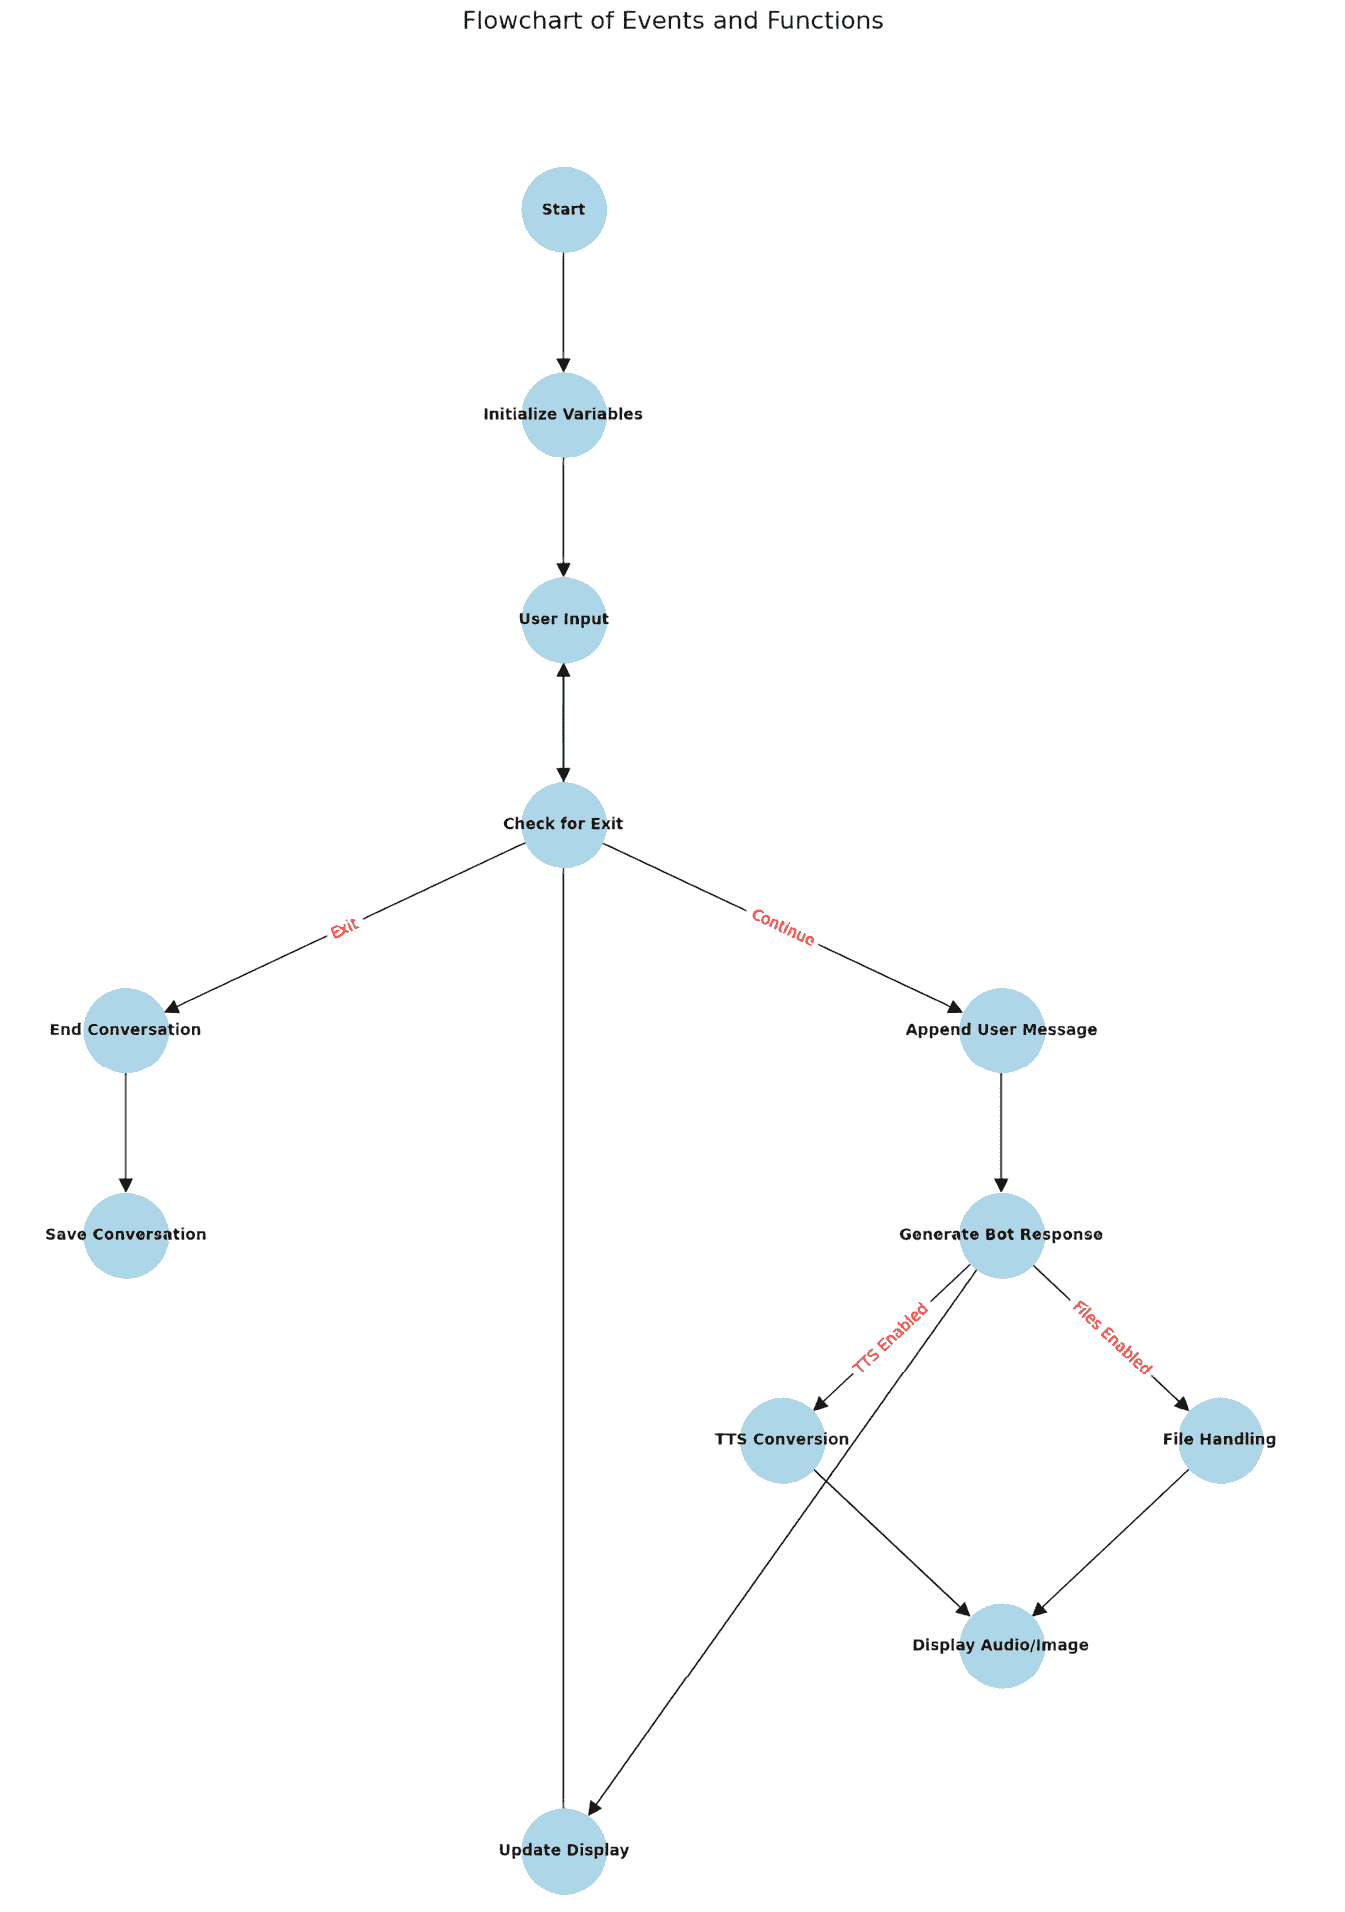 Flowchart of Events and Functions
Start
Initialize Variables
User Input
Check for Exit
Exit
Continue
End Conversation
Append User Message
Save Conversation
Generate Bot Response
TTS Enabled
Files Enabled
TTS Conversion
File Handling
Display Audio/Image
Update Display